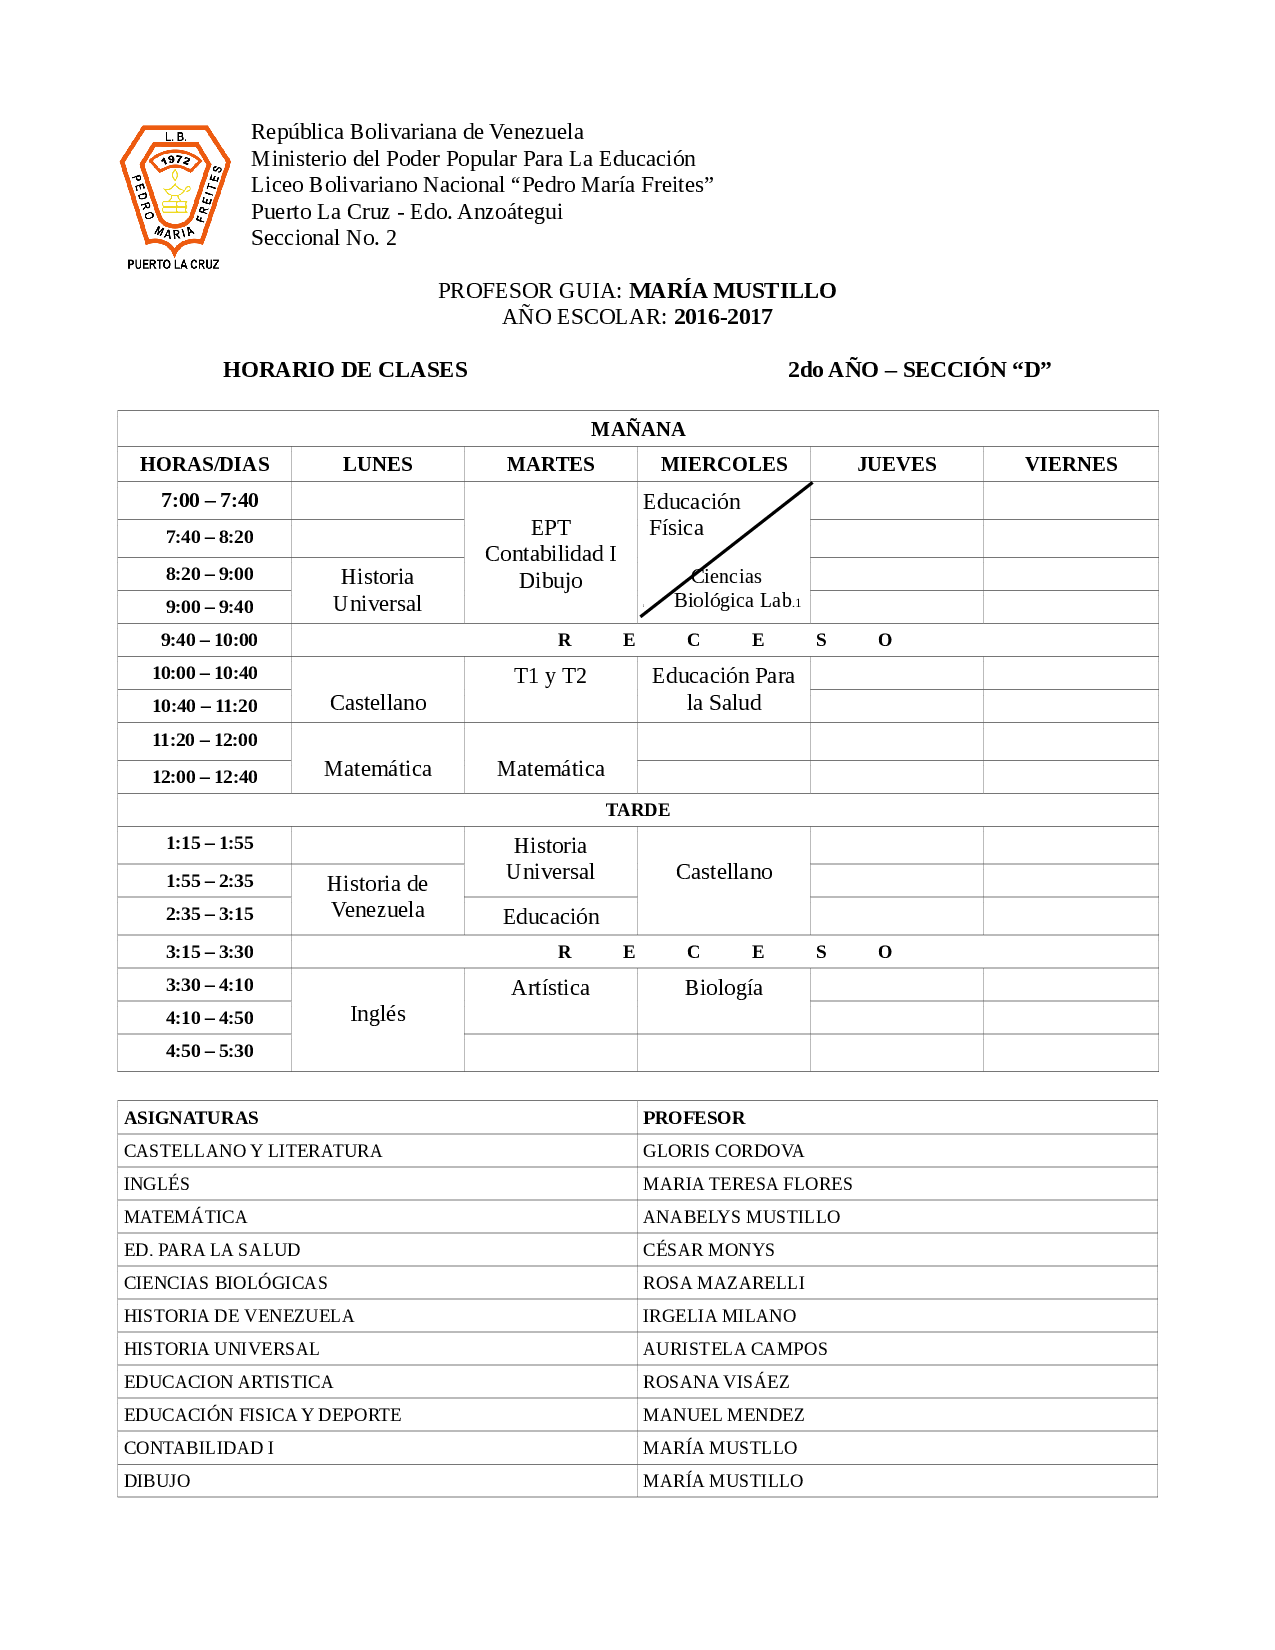 L. B.
1972
PEDRO MARIA FREITES
PUERTO LA CRUZ
República Bolivariana de Venezuela
Ministerio del Poder Popular Para La Educación
Liceo Bolivariano Nacional “Pedro María Freites”
Puerto La Cruz - Edo. Anzoátegui
Seccional No. 2
PROFESOR GUIA: MARÍA MUSTILLO
AÑO ESCOLAR: 2016-2017
HORARIO DE CLASES 2do AÑO – SECCIÓN “D”
MAÑANA
HORAS/DIAS LUNES MARTES MIERCOLES JUEVES VIERNES
7:00 – 7:40
7:40 – 8:20
8:20 – 9:00
9:00 – 9:40
Historia
Universal
EPT
Contabilidad I
Dibujo
Educación
Física
Ciencias
Biológica Lab.1
9:40 – 10:00 R E C E S O
10:00 – 10:40
10:40 – 11:20
Castellano
T1 y T2
Educación Para
la Salud
11:20 – 12:00
12:00 – 12:40
Matemática Matemática
TARDE
1:15 – 1:55
1:55 – 2:35
2:35 – 3:15
Historia de
Venezuela
Historia
Universal
Educación
Castellano
3:15 – 3:30 R E C E S O
3:30 – 4:10
4:10 – 4:50
4:50 – 5:30
Inglés
Artística
Biología
ASIGNATURAS PROFESOR
CASTELLANO Y LITERATURA GLORIS CORDOVA
INGLÉS MARIA TERESA FLORES
MATEMÁTICA ANABELYS MUSTILLO
ED. PARA LA SALUD CÉSAR MONYS
CIENCIAS BIOLÓGICAS ROSA MAZARELLI
HISTORIA DE VENEZUELA IRGELIA MILANO
HISTORIA UNIVERSAL AURISTELA CAMPOS
EDUCACION ARTISTICA ROSANA VISÁEZ
EDUCACIÓN FISICA Y DEPORTE MANUEL MENDEZ
CONTABILIDAD I MARÍA MUSTLLO
DIBUJO MARÍA MUSTILLO